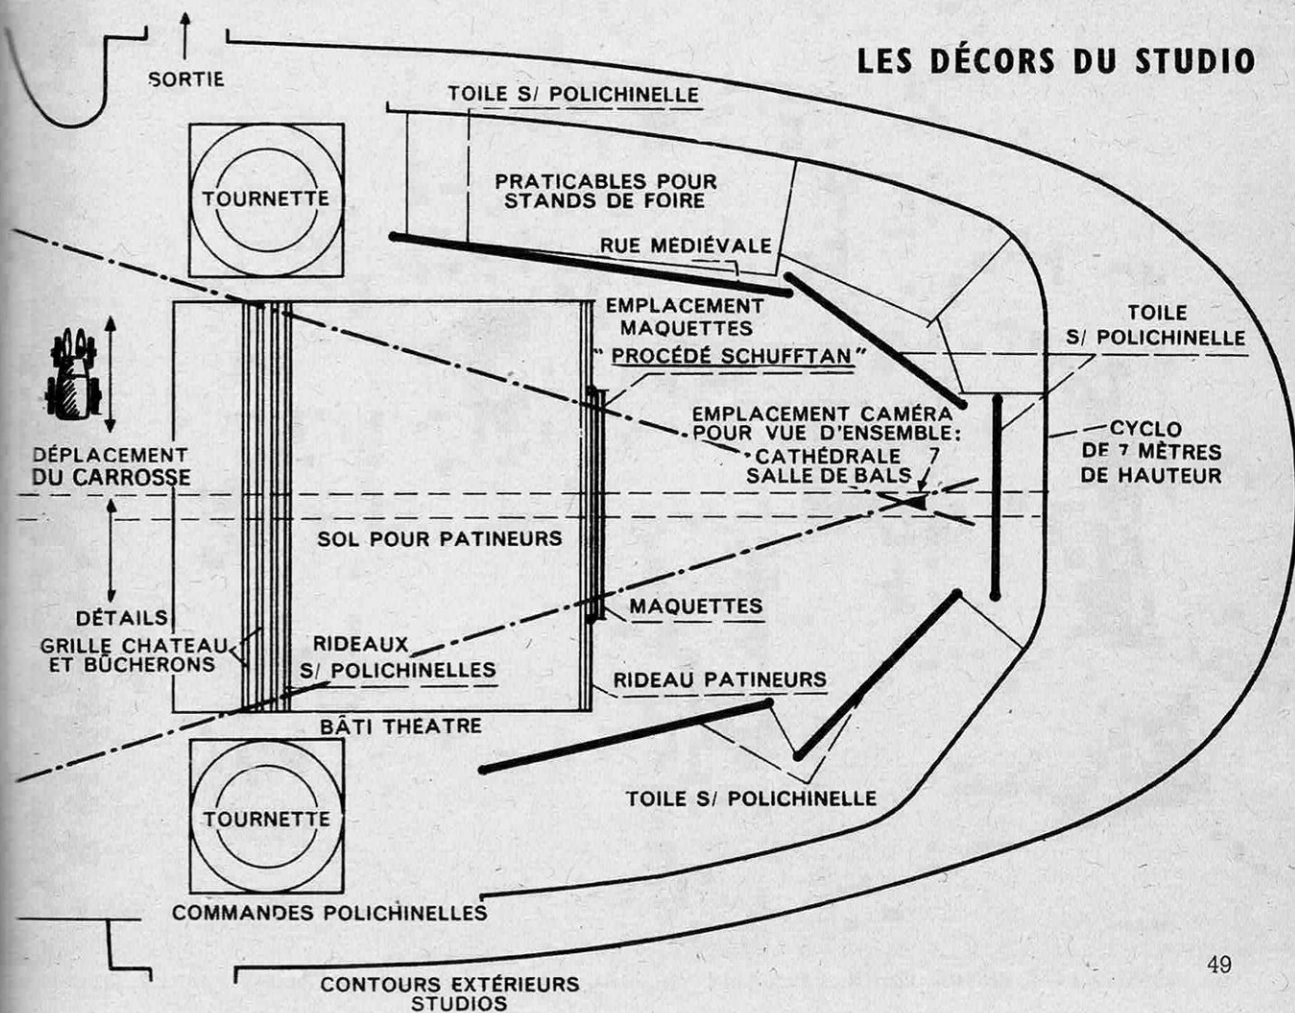 LES DÉCORS DU STUDIO
SORTIE
TOILE S/ POLICHINELLE
TOURNETTE
PRATICABLES POUR
STANDS DE FOIRE
RUE MÉDIÉVALE
EMPLACEMENT
MAQUETTES
" PROCÉDÉ SCHUFFTAN "
TOILE
S/ POLICHINELLE
EMPLACEMENT CAMÉRA
POUR VUE D'ENSEMBLE:
CATHÉDRALE
SALLE DE BALS
CYCLO
DE 7 MÈTRES
DE HAUTEUR
DÉPLACEMENT
DU CARROSSE
SOL POUR PATINEURS
DÉTAILS
GRILLE CHATEAU
ET BÛCHERONS
RIDEAUX
S/ POLICHINELLES
MAQUETTES
RIDEAU PATINEURS
BÂTI THÉATRE
TOILE S/ POLICHINELLE
TOURNETTE
COMMANDES POLICHINELLES
CONTOURS EXTÉRIEURS
STUDIOS
49